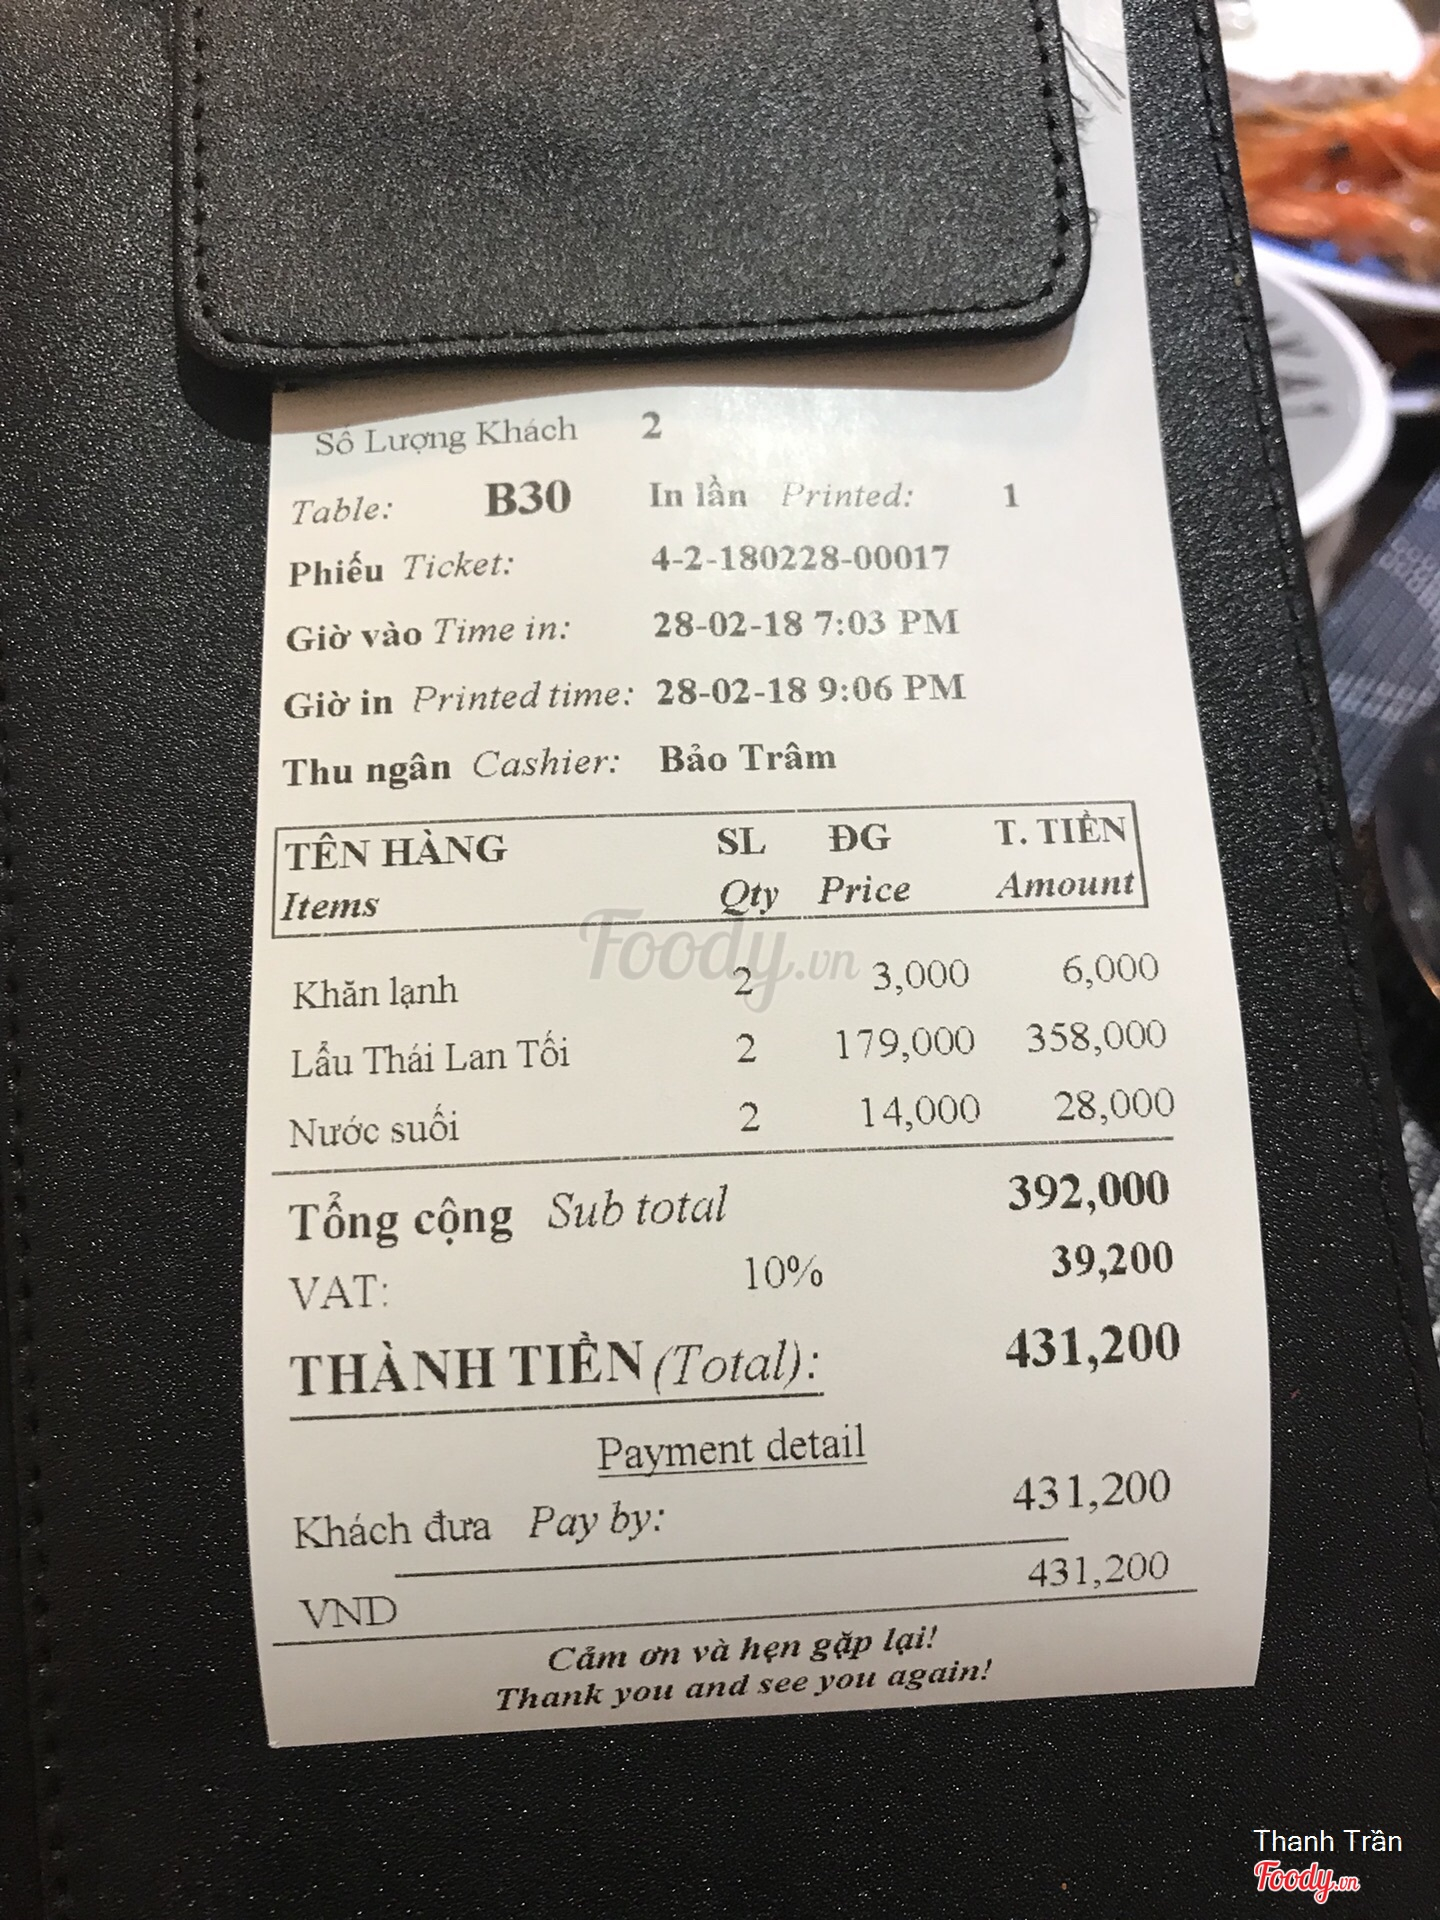 Số Lượng Khách 2
Table: B30 In lần Printed: 1
Phiếu Ticket: 4-2-180228-00017
Giờ vào Time in: 28-02-18 7:03 PM
Giờ in Printed time: 28-02-18 9:06 PM
Thu ngân Cashier: Bảo Trâm
TÊN HÀNG SL ĐG T. TIỀN
Items Qty Price Amount
Foody.vn
Khăn lạnh 2 3,000 6,000
Lẩu Thái Lan Tối 2 179,000 358,000
Nước suối 2 14,000 28,000
Tổng cộng Sub total 392,000
VAT: 10% 39,200
THÀNH TIỀN (Total): 431,200
Payment detail
Khách đưa Pay by: 431,200
VND 431,200
Cảm ơn và hẹn gặp lại!
Thank you and see you again!
Thanh Trần
Foody.vn